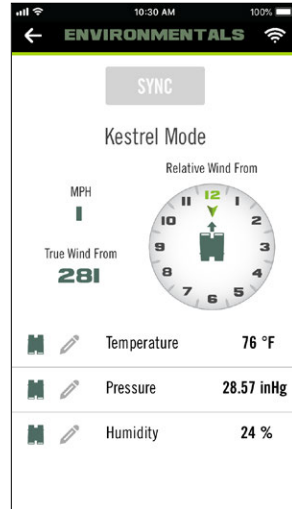 10:30 AM 100%
ENVIRONMENTALS
SYNC
Kestrel Mode
Relative Wind From
MPH
1
True Wind From
281
12
1
2
3
4
5
6
7
8
9
10
11
Temperature 76 °F
Pressure 28.57 inHg
Humidity 24 %